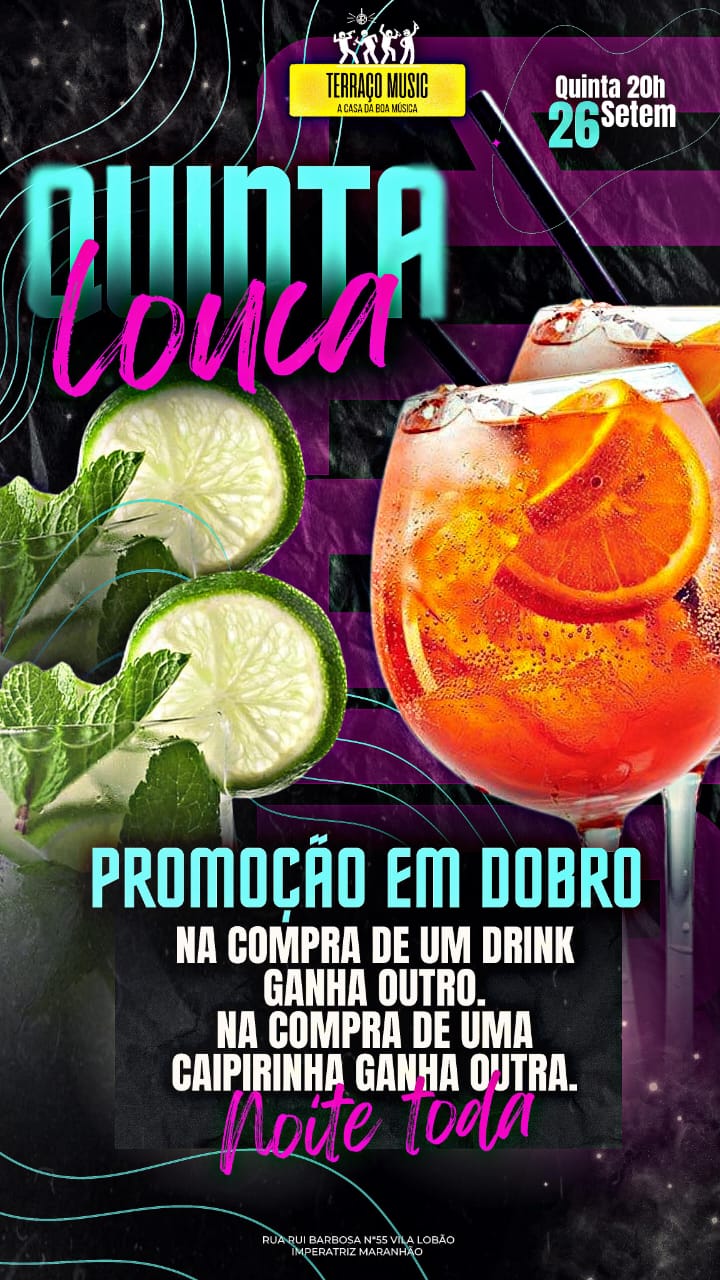 TERRAÇO MUSIC
A CASA DA BOA MÚSICA
Quinta 20h
26 Setem
QUINTA
Louca
PROMOÇÃO EM DOBRO
NA COMPRA DE UM DRINK
GANHA OUTRO.
NA COMPRA DE UMA
CAIPIRINHA GANHA OUTRA.
Noite toda
RUA RUI BARBOSA N°55 VILA LOBÃO
IMPERATRIZ MARANHÃO